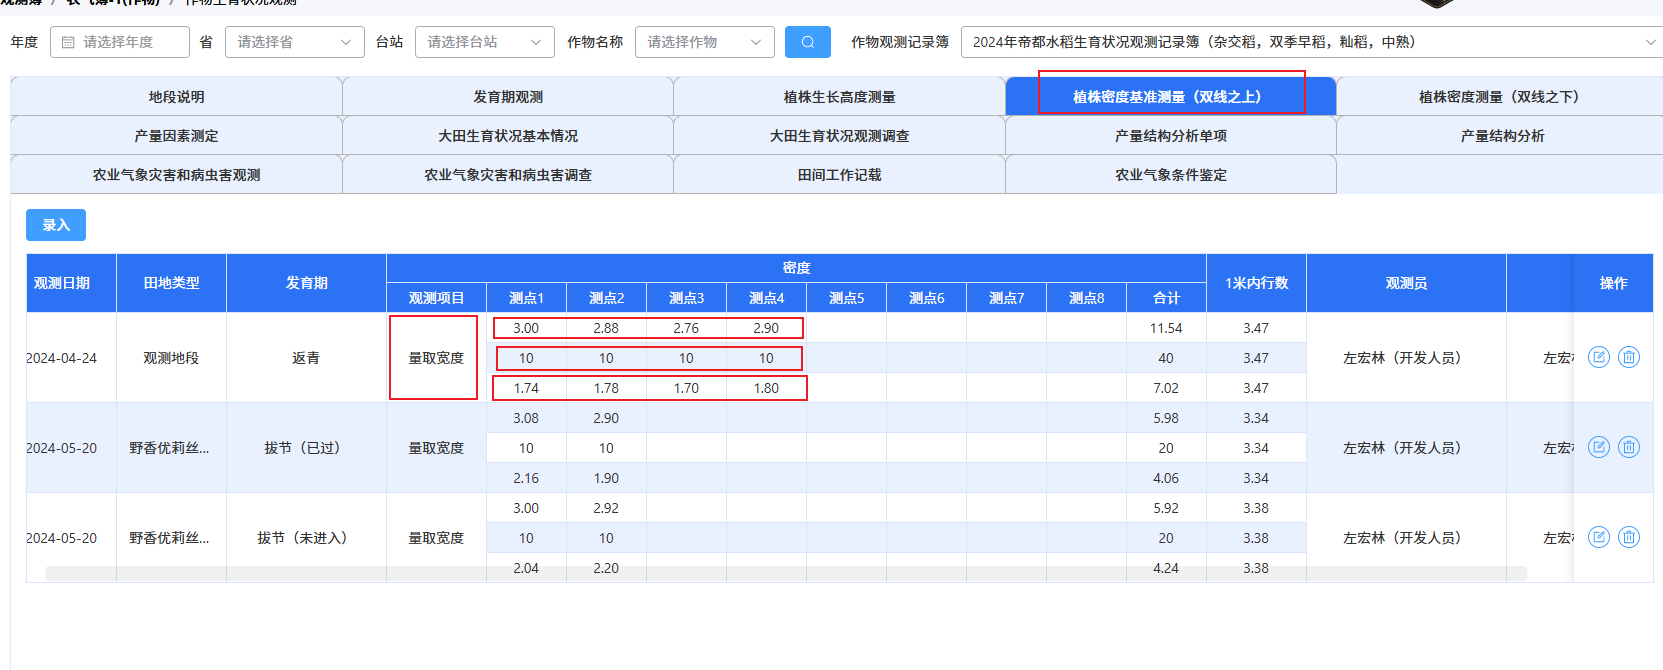 观测簿 / 农气簿-1(作物) / 作物生育状况观测
年度 请选择年度 省 请选择省 台站 请选择台站 作物名称 请选择作物 作物观测记录簿 2024年帝都水稻生育状况观测记录簿（杂交稻，双季早稻，籼稻，中熟）
地段说明 发育期观测 植株生长高度测量 植株密度基准测量（双线之上） 植株密度测量（双线之下）
产量因素测定 大田生育状况基本情况 大田生育状况观测调查 产量结构分析单项 产量结构分析
农业气象灾害和病虫害观测 农业气象灾害和病虫害调查 田间工作记载 农业气象条件鉴定
录入
观测日期 田地类型 发育期 密度 1米内行数 观测员 操作
观测项目 测点1 测点2 测点3 测点4 测点5 测点6 测点7 测点8 合计
3.00 2.88 2.76 2.90 11.54 3.47
2024-04-24 观测地段 返青 量取宽度 10 10 10 10 40 3.47 左宏林（开发人员） 左宏
1.74 1.78 1.70 1.80 7.02 3.47
3.08 2.90 5.98 3.34
2024-05-20 野香优莉丝... 拔节（已过） 量取宽度 10 10 20 3.34 左宏林（开发人员） 左宏
2.16 1.90 4.06 3.34
3.00 2.92 5.92 3.38
2024-05-20 野香优莉丝... 拔节（未进入） 量取宽度 10 10 20 3.38 左宏林（开发人员） 左宏
2.04 2.20 4.24 3.38